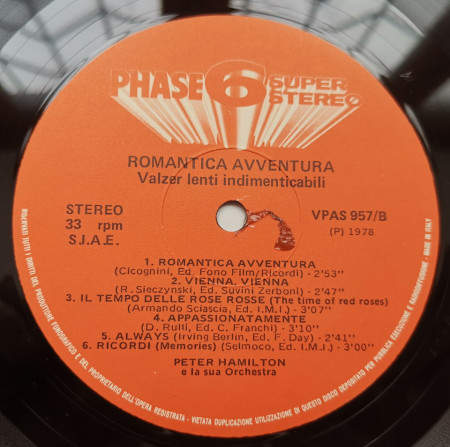 PHASE 6 SUPER STEREO
ROMANTICA AVVENTURA
Valzer lenti indimenticabili
STEREO
33 rpm
S.I.A.E.
VPAS 957/B
(P) 1978
1. ROMANTICA AVVENTURA
(Cicognini, Ed. Fono Film/Ricordi) - 2'53"
2. VIENNA, VIENNA
(R. Sieczynski, Ed. Suvini Zerboni) - 2'47"
3. IL TEMPO DELLE ROSE ROSSE (The time of red roses)
(Armando Sciascia, Ed. I.M.I.) - 3'07"
4. APPASSIONATEMENTE
(D. Rulli, Ed. C. Franchi) - 3'10"
5. ALWAYS (Irving Berlin, Ed. F. Day) - 2'41"
6. RICORDI (Memories) (Selmoco, Ed. I.M.I.) - 3'00"
PETER HAMILTON
e la sua Orchestra
RISERVATI TUTTI I DIRITTI DEL PRODUTTORE FONOGRAFICO E DEL PROPRIETARIO DELL'OPERA REGISTRATA - VIETATA DUPLICAZIONE UTILIZZAZIONE DI QUESTO DISCO DEPOSITATO PER PUBBLICA ESECUZIONE E RADIODIFFUSIONE - MADE IN ITALY